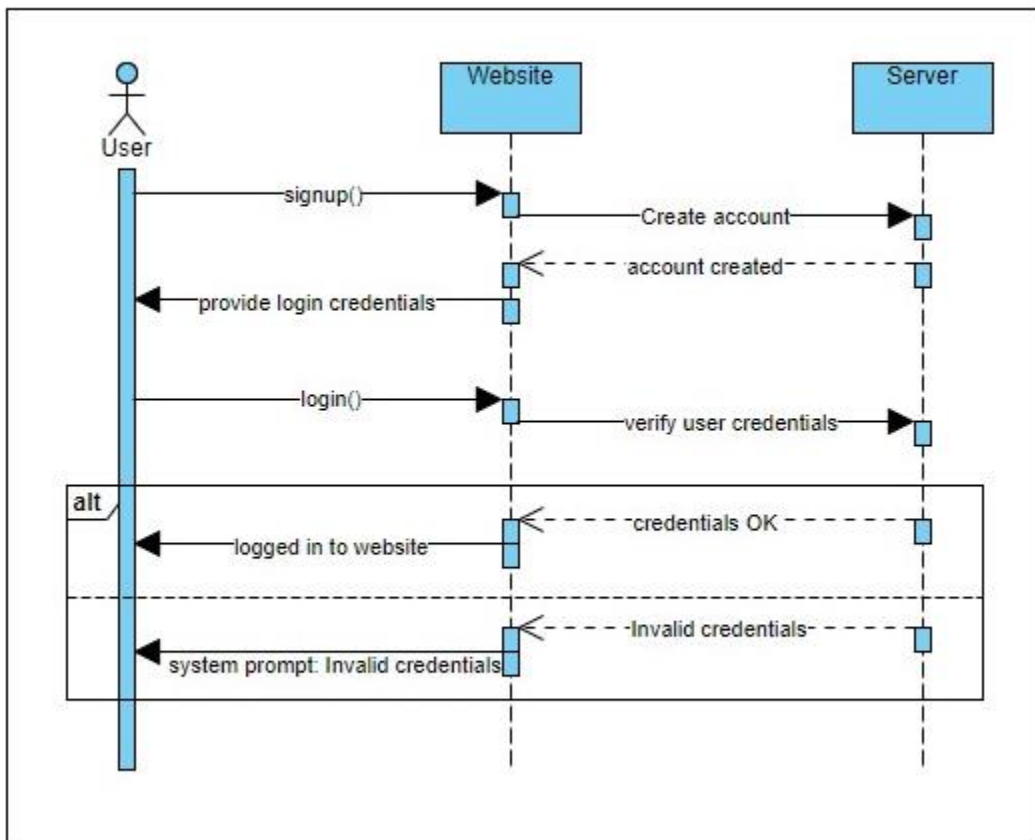 Website
Server
User
signup()
Create account
account created
provide login credentials
login()
verify user credentials
alt
credentials OK
logged in to website
Invalid credentials
system prompt: Invalid credentials